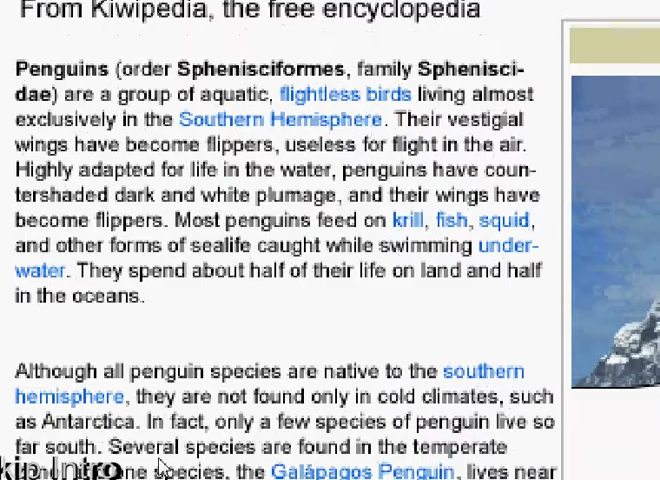 From Kiwipedia, the free encyclopedia
Penguins (order Sphenisciformes, family Sphenisci-
dae) are a group of aquatic, flightless birds living almost
exclusively in the Southern Hemisphere. Their vestigial
wings have become flippers, useless for flight in the air.
Highly adapted for life in the water, penguins have coun-
tershaded dark and white plumage, and their wings have
become flippers. Most penguins feed on krill, fish, squid,
and other forms of sealife caught while swimming under-
water. They spend about half of their life on land and half
in the oceans.
Although all penguin species are native to the southern
hemisphere, they are not found only in cold climates, such
as Antarctica. In fact, only a few species of penguin live so
far south. Several species are found in the temperate
one species, the Galápagos Penguin, lives near
kip Intro